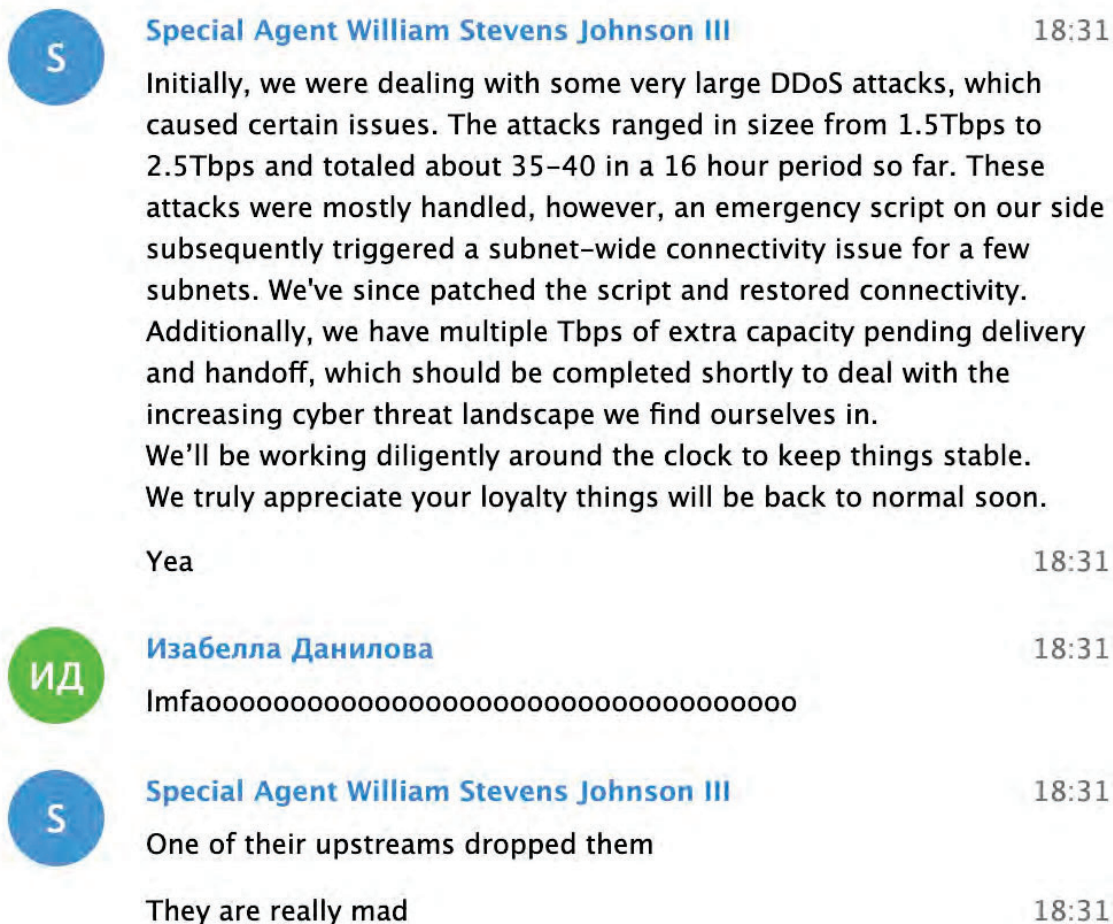 S
Special Agent William Stevens Johnson III 18:31
Initially, we were dealing with some very large DDoS attacks, which
caused certain issues. The attacks ranged in sizee from 1.5Tbps to
2.5Tbps and totaled about 35–40 in a 16 hour period so far. These
attacks were mostly handled, however, an emergency script on our side
subsequently triggered a subnet–wide connectivity issue for a few
subnets. We've since patched the script and restored connectivity.
Additionally, we have multiple Tbps of extra capacity pending delivery
and handoff, which should be completed shortly to deal with the
increasing cyber threat landscape we find ourselves in.
We’ll be working diligently around the clock to keep things stable.
We truly appreciate your loyalty things will be back to normal soon.
Yea 18:31
ИД
Изабелла Данилова 18:31
lmfaooooooooooooooooooooooooooooooooooo
S
Special Agent William Stevens Johnson III 18:31
One of their upstreams dropped them
They are really mad 18:31